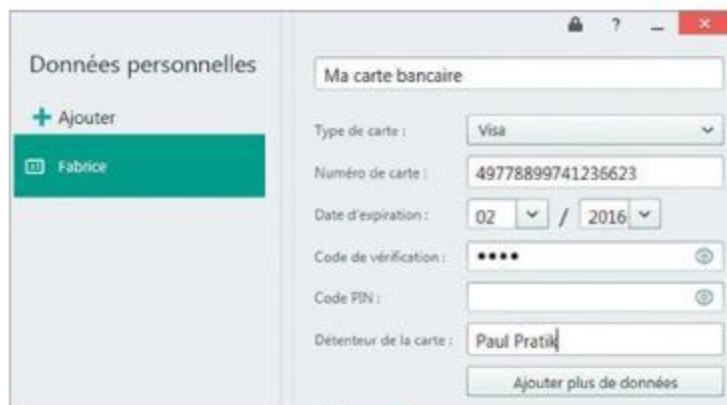 ?
Données personnelles
Ma carte bancaire
Ajouter
Type de carte :
Visa
Fabrice
Numéro de carte :
49778899741236623
Date d'expiration :
02 / 2016
Code de vérification :
••••
Code PIN :
Détenteur de la carte :
Paul Pratik
Ajouter plus de données